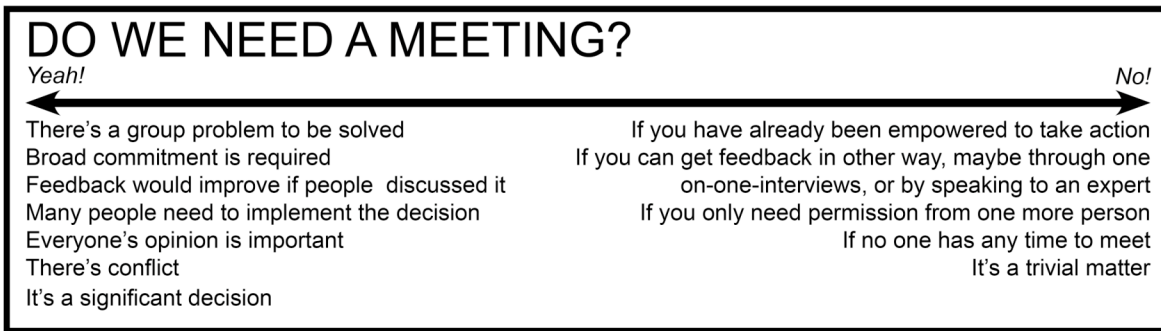 DO WE NEED A MEETING?
Yeah!
No!
There's a group problem to be solved
Broad commitment is required
Feedback would improve if people  discussed it
Many people need to implement the decision
Everyone's opinion is important
There's conflict
It's a significant decision
If you have already been empowered to take action
If you can get feedback in other way, maybe through one
on-one-interviews, or by speaking to an expert
If you only need permission from one more person
If no one has any time to meet
It's a trivial matter